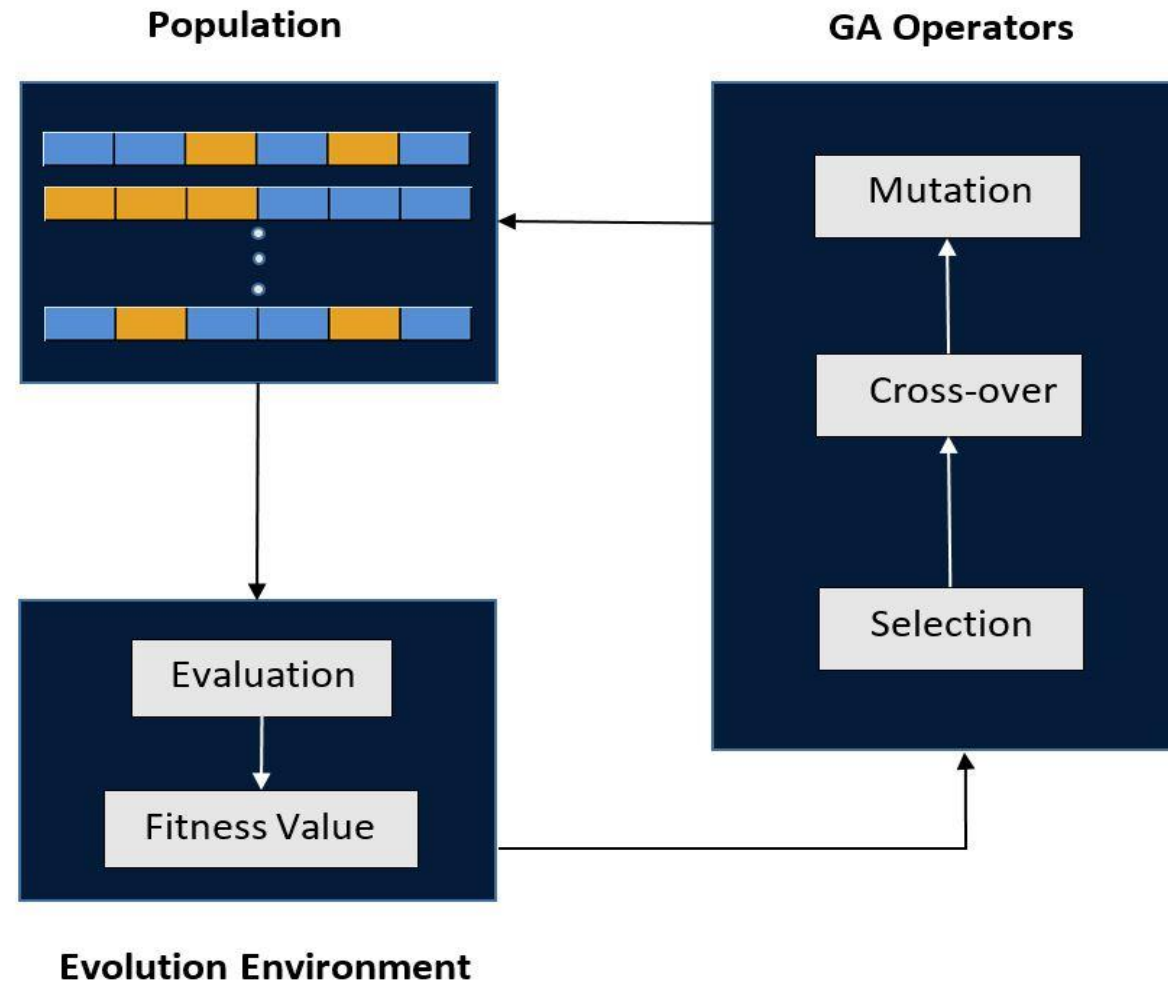 Population
GA Operators
Mutation
Cross-over
Selection
Evaluation
Fitness Value
Evolution Environment